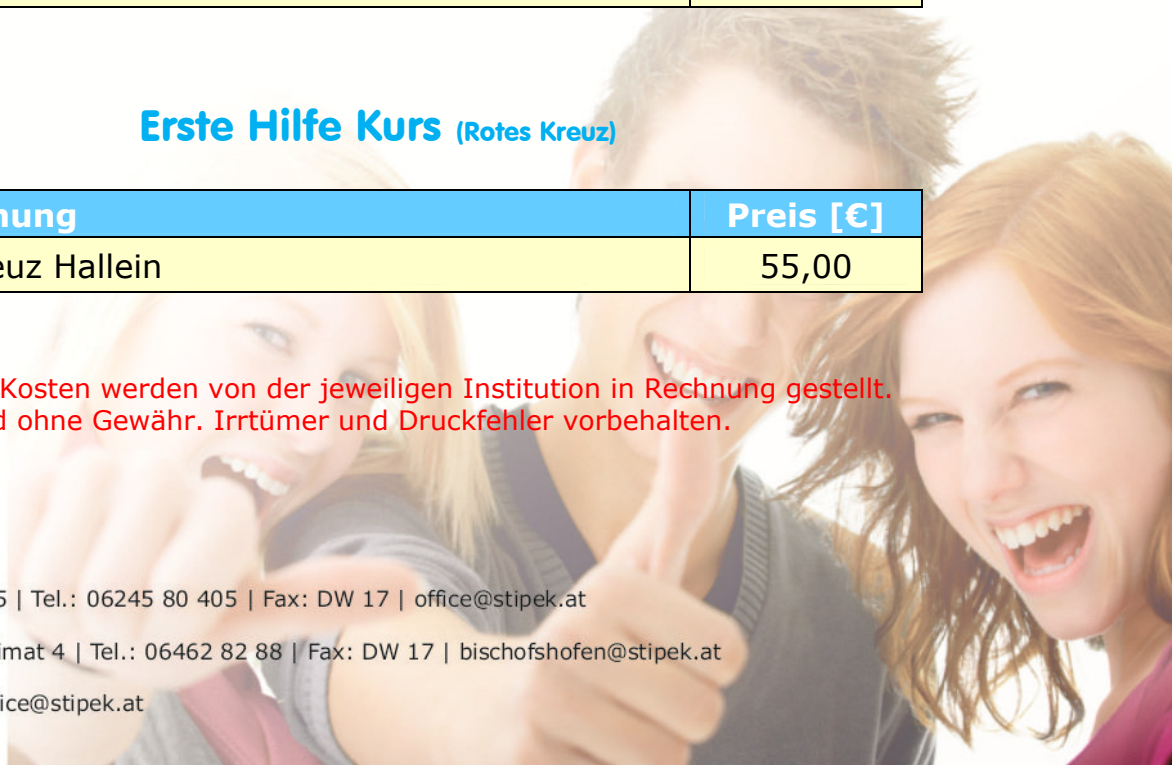 Erste Hilfe Kurs (Rotes Kreuz)
nung Preis [€]
euz Hallein 55,00
Kosten werden von der jeweiligen Institution in Rechnung gestellt.
d ohne Gewähr. Irrtümer und Druckfehler vorbehalten.
5 | Tel.: 06245 80 405 | Fax: DW 17 | office@stipek.at
imat 4 | Tel.: 06462 82 88 | Fax: DW 17 | bischofshofen@stipek.at
ice@stipek.at